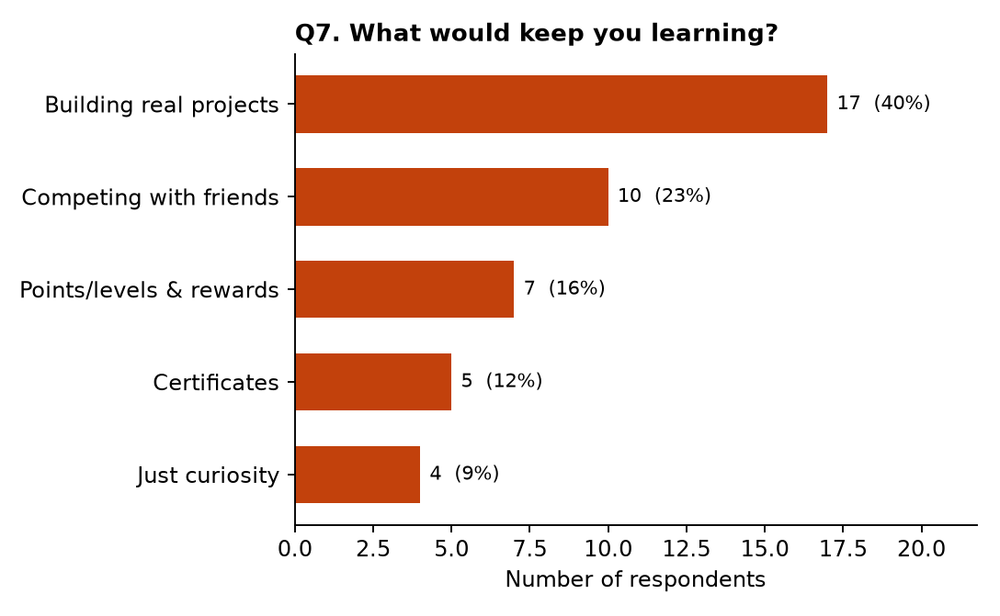 Q7. What would keep you learning?
Building real projects 17 (40%)
Competing with friends 10 (23%)
Points/levels & rewards 7 (16%)
Certificates 5 (12%)
Just curiosity 4 (9%)
0.0 2.5 5.0 7.5 10.0 12.5 15.0 17.5 20.0
Number of respondents